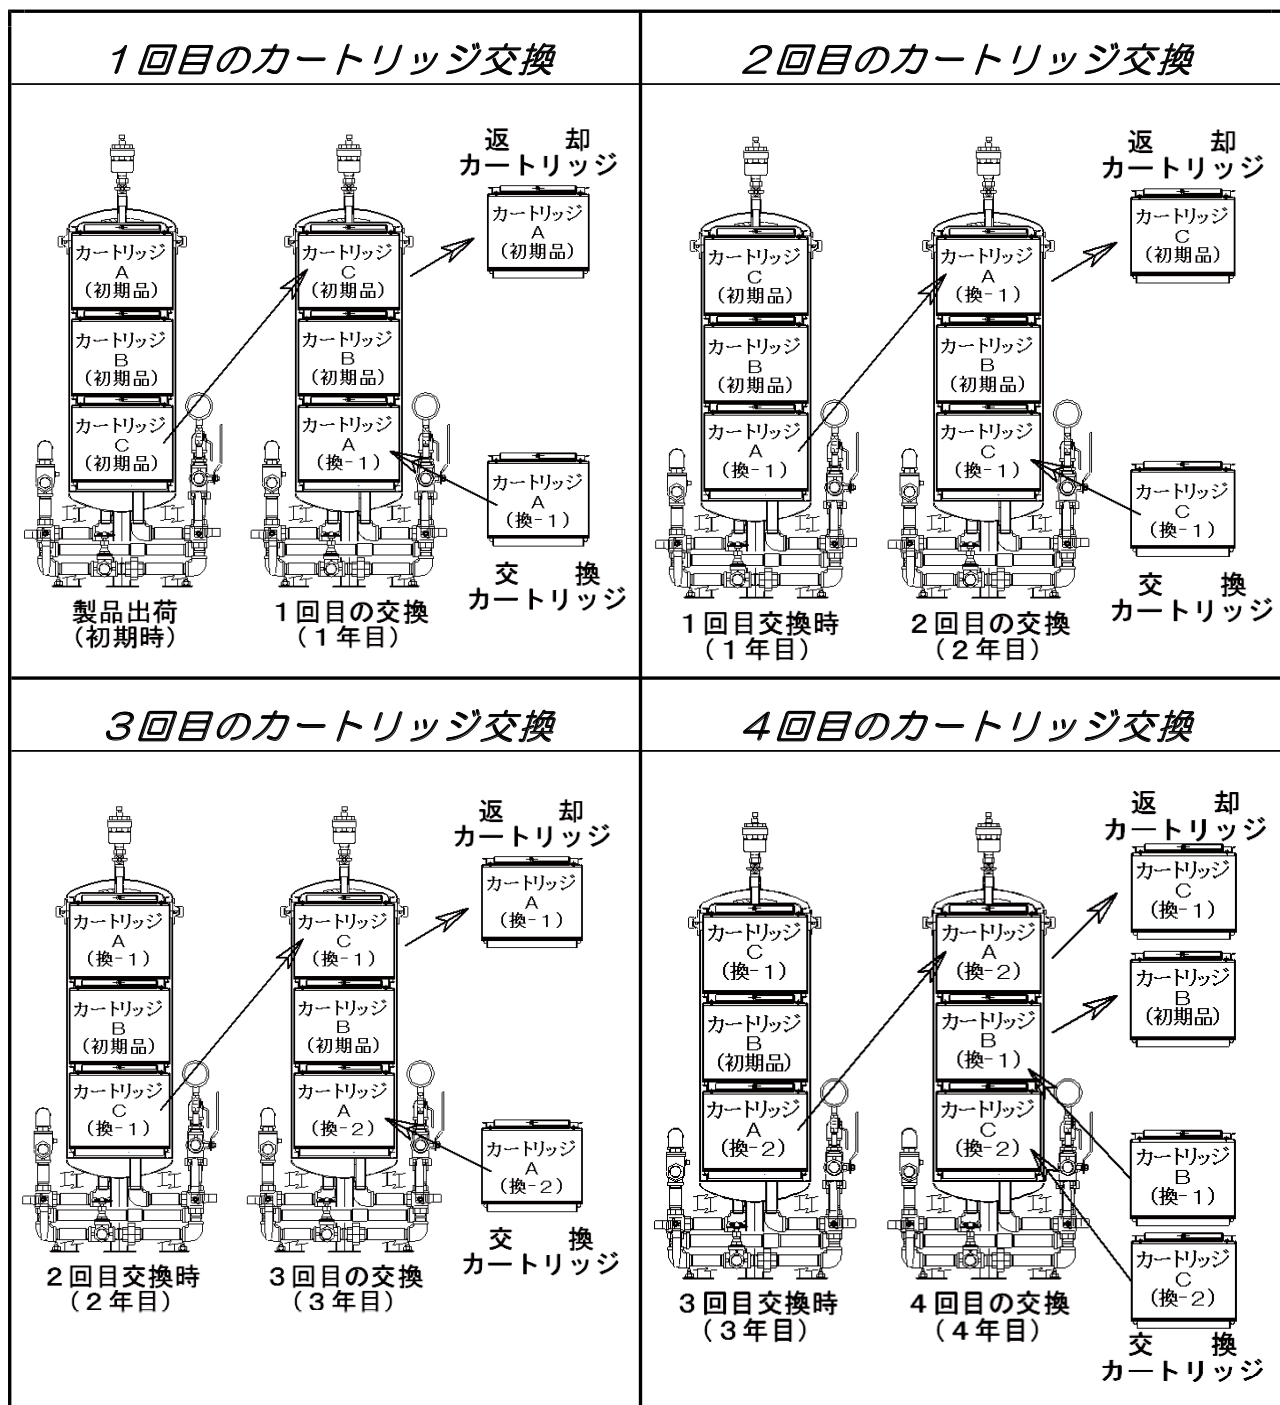 1回目のカートリッジ交換
返 却
カートリッジ
カートリッジ
A
(初期品)
カートリッジ
A
(初期品)
カートリッジ
B
(初期品)
カートリッジ
C
(初期品)
カートリッジ
C
(初期品)
カートリッジ
B
(初期品)
カートリッジ
A
(換-1)
カートリッジ
A
(換-1)
交 換
カートリッジ
製品出荷
(初期時)
1回目の交換
(1年目)
2回目のカートリッジ交換
返 却
カートリッジ
カートリッジ
C
(初期品)
カートリッジ
C
(初期品)
カートリッジ
B
(初期品)
カートリッジ
A
(換-1)
カートリッジ
A
(換-1)
カートリッジ
B
(初期品)
カートリッジ
C
(換-1)
カートリッジ
C
(換-1)
交 換
カートリッジ
1回目交換時
(1年目)
2回目の交換
(2年目)
3回目のカートリッジ交換
返 却
カートリッジ
カートリッジ
A
(換-1)
カートリッジ
A
(換-1)
カートリッジ
B
(初期品)
カートリッジ
C
(換-1)
カートリッジ
C
(換-1)
カートリッジ
B
(初期品)
カートリッジ
A
(換-2)
カートリッジ
A
(換-2)
交 換
カートリッジ
2回目交換時
(2年目)
3回目の交換
(3年目)
4回目のカートリッジ交換
返 却
カートリッジ
カートリッジ
C
(換-1)
カートリッジ
B
(初期品)
カートリッジ
C
(換-1)
カートリッジ
B
(初期品)
カートリッジ
A
(換-2)
カートリッジ
A
(換-2)
カートリッジ
B
(換-1)
カートリッジ
C
(換-2)
カートリッジ
B
(換-1)
カートリッジ
C
(換-2)
交 換
カートリッジ
3回目交換時
(3年目)
4回目の交換
(4年目)